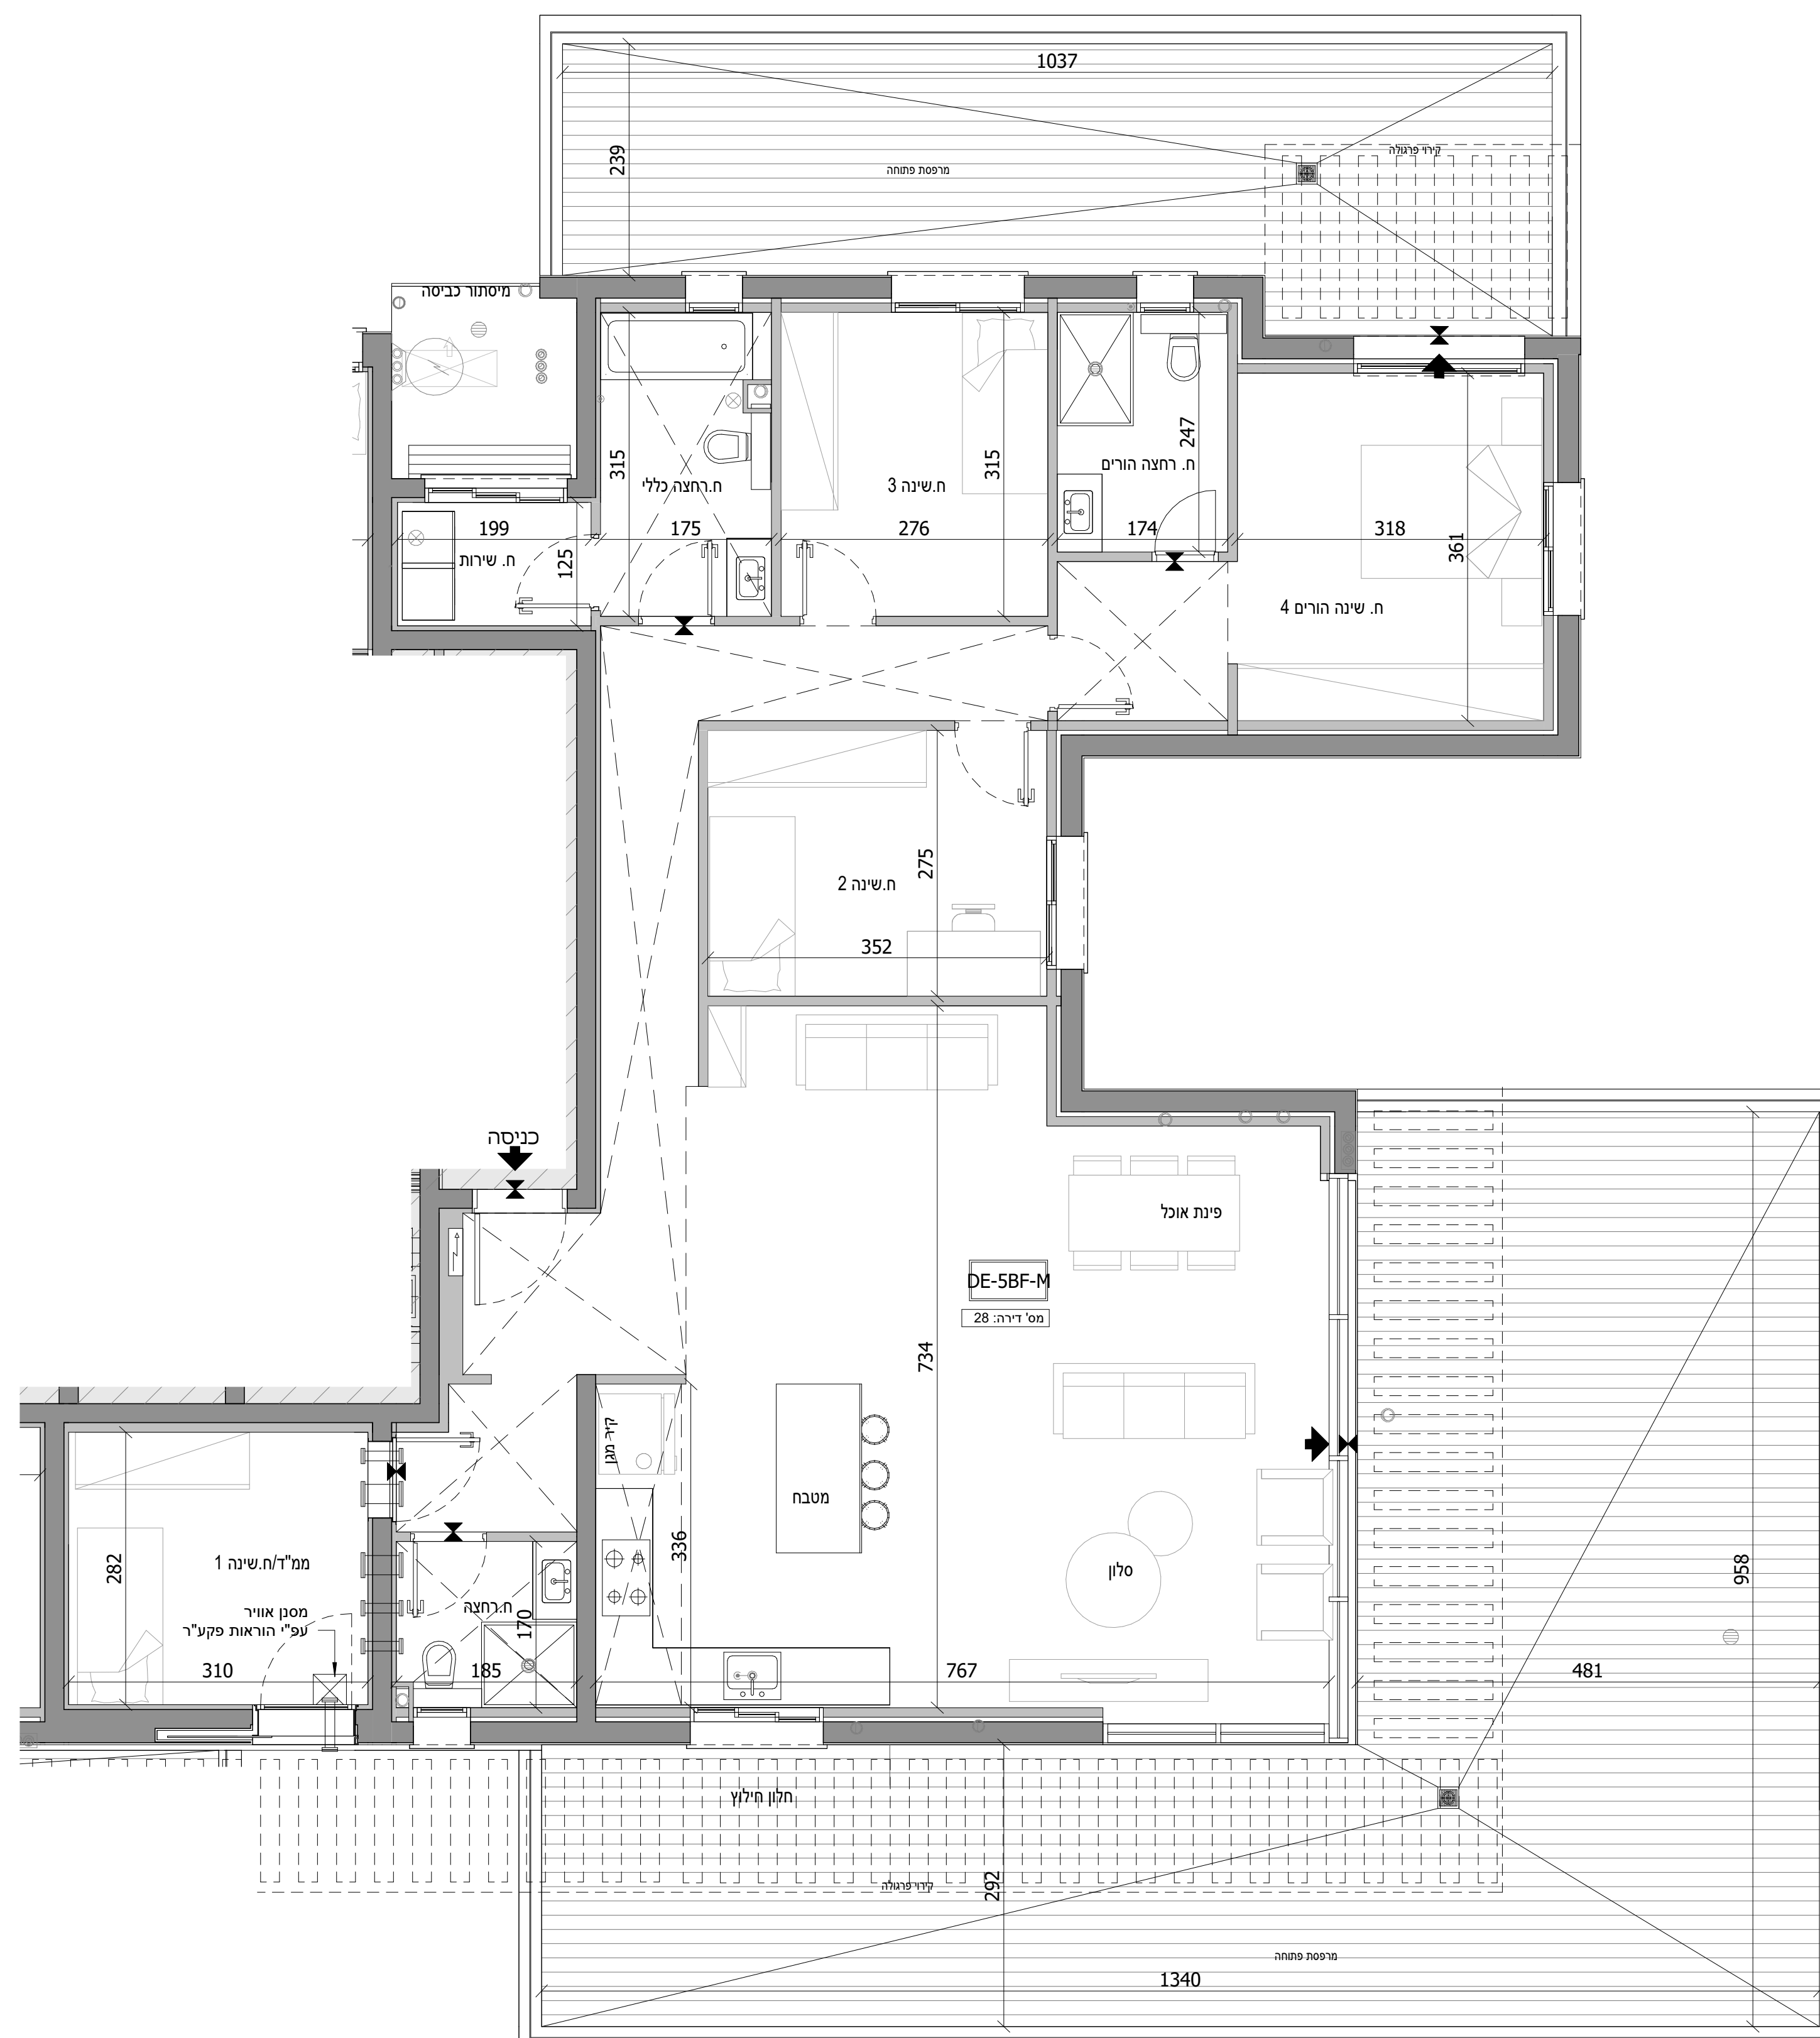 1037
239
מרפסת פתוחה
קירוי פרגולה
מיסתור כביסה
315
ח.רחצה כללי
175
315
ח.שינה 3
276
247
ח. רחצה הורים
174
318
361
ח. שינה הורים 4
199
125
ח. שירות
275
ח.שינה 2
352
כניסה
פינת אוכל
DE-5BF-M
מס' דירה: 28
734
קיר מגן
מטבח
336
סלון
767
481
958
ממ"ד/ח.שינה 1
282
מסנן אוויר
עפ"י הוראות פקע"ר
310
ח.רחצה
170
185
חלון חילוץ
קירוי פרגולה
292
מרפסת פתוחה
1340